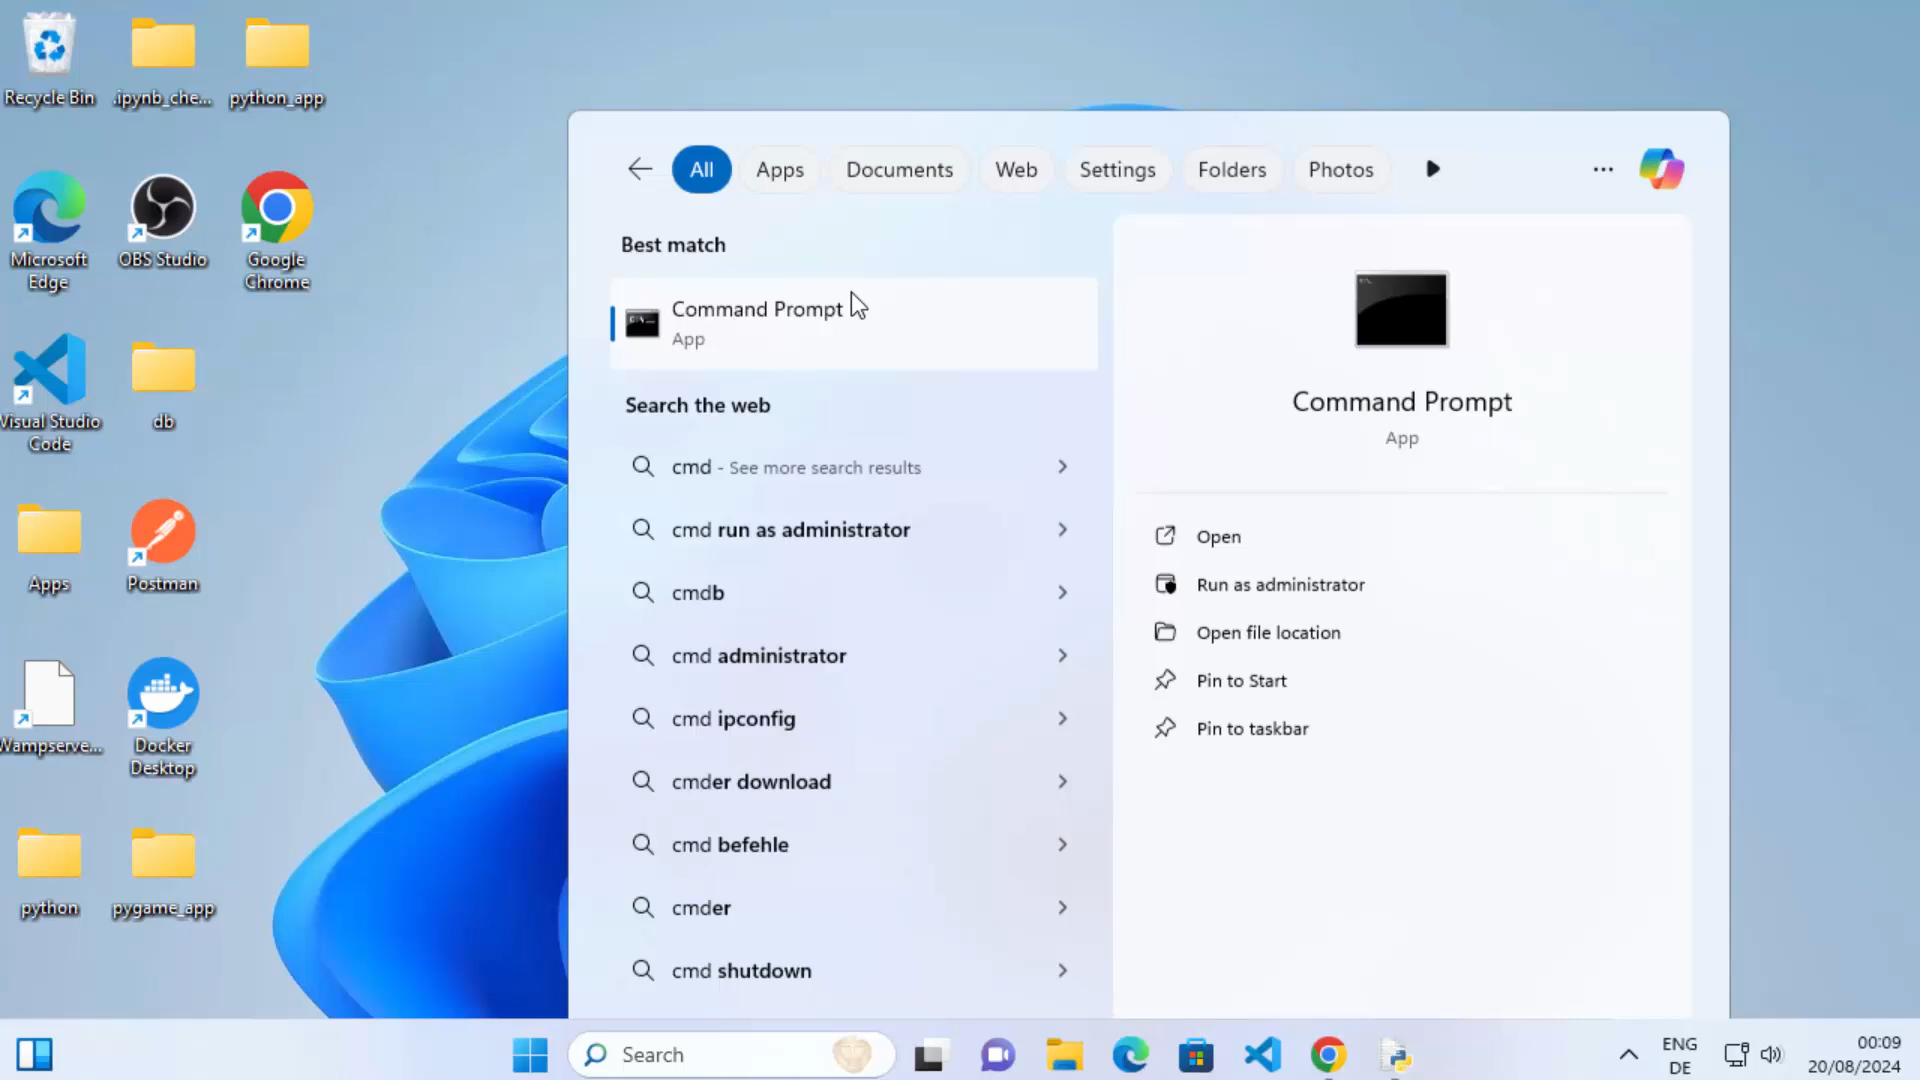 Recycle Bin
.ipynb_che...
python_app
Microsoft
Edge
OBS Studio
Google
Chrome
Visual Studio
Code
db
Apps
Postman
Wampserve...
Docker
Desktop
python
pygame_app
All
Apps
Documents
Web
Settings
Folders
Photos
Best match
Command Prompt
App
Search the web
cmd - See more search results
cmd run as administrator
cmdb
cmd administrator
cmd ipconfig
cmder download
cmd befehle
cmder
cmd shutdown
Command Prompt
App
Open
Run as administrator
Open file location
Pin to Start
Pin to taskbar
Search
ENG
DE
00:09
20/08/2024